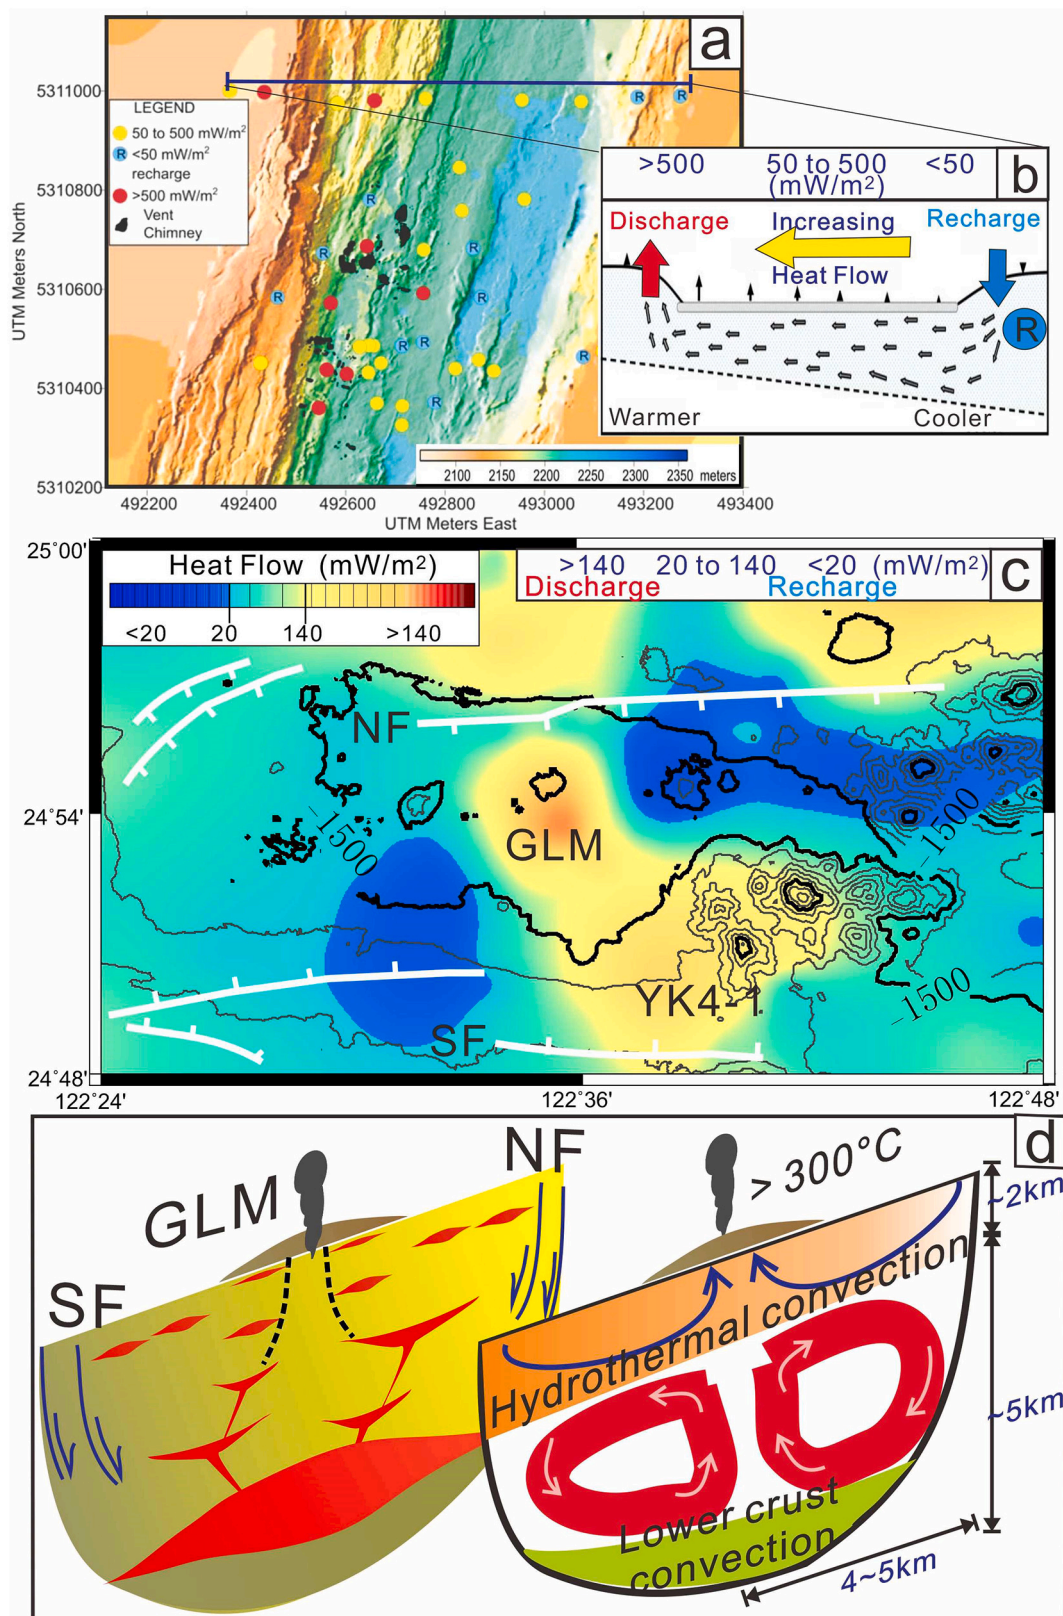 a
5311000
5310800
5310600
5310400
5310200
UTM Meters North
LEGEND
50 to 500 mW/m²
R <50 mW/m²
recharge
>500 mW/m²
Vent
Chimney
R
R
R
R
R
R
R
R
R
R
R
2100 2150 2200 2250 2300 2350 meters
492200 492400 492600 492800 493000 493200 493400
UTM Meters East
b
>500 50 to 500 <50
(mW/m²)
Discharge Increasing Recharge
Heat Flow
R
Warmer Cooler
25°00'
24°54'
24°48'
Heat Flow (mW/m²)
<20 20 140 >140
>140 20 to 140 <20 (mW/m²)
Discharge Recharge
c
NF
GLM
-1500
-1500
-1500
YK4-1
SF
122°24' 122°36' 122°48'
d
NF
GLM
SF
> 300°C
~2km
Hydrothermal convection
~5km
Lower crust
convection
4~5km